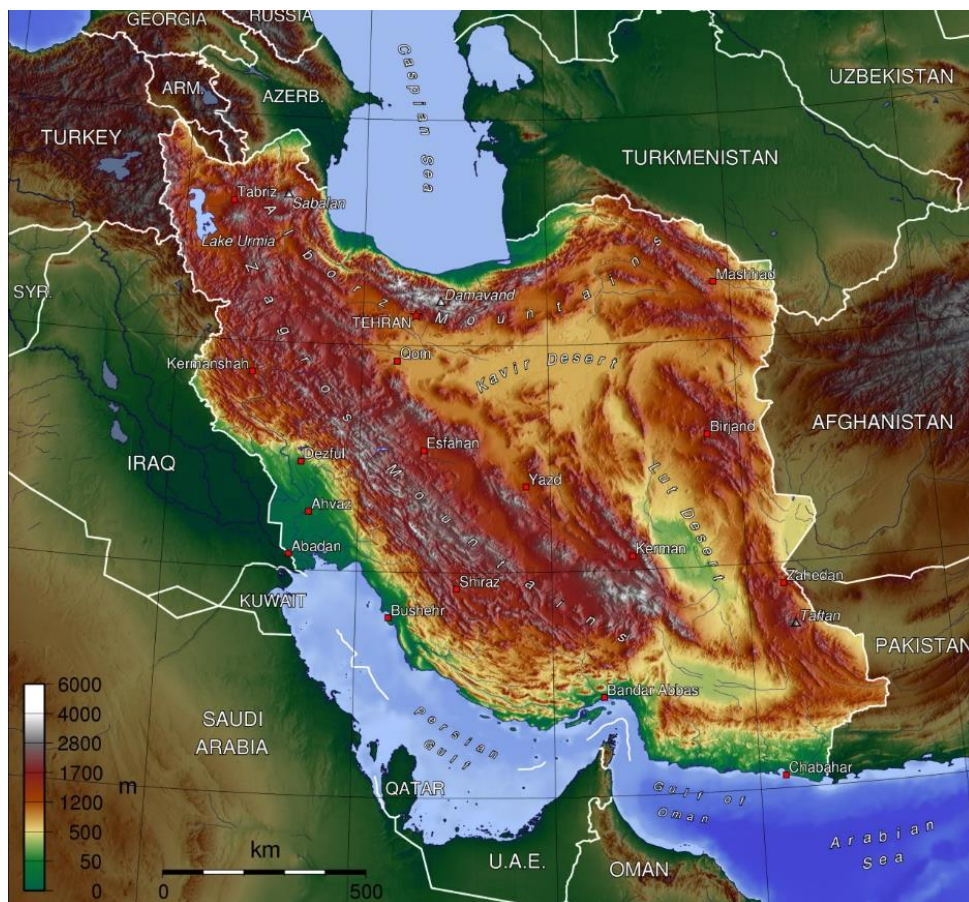 GEORGIA
RUSSIA
Caspian Sea
UZBEKISTAN
ARM.
AZERB.
TURKEY
TURKMENISTAN
Tabriz
Sabalan
Lake Urmia
Alborz Mountains
Mashhad
SYR.
Damavand
TEHRAN
Zagros Mountains
Qom
Kavir Desert
Kermanshah
AFGHANISTAN
Birjand
Esfahan
IRAQ
Dezful
Lut Desert
Yazd
Ahvaz
Abadan
Kerman
Zahedan
Shiraz
KUWAIT
Bushehr
Taftan
PAKISTAN
6000
4000
2800
1700
1200
500
50
0
m
Bandar Abbas
SAUDI
ARABIA
Persian
Gulf
Chabahar
QATAR
Gulf of
Oman
Arabian
Sea
km
0
500
U.A.E.
OMAN